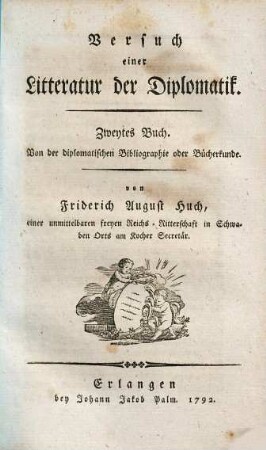 Versuch
einer
Litteratur der Diplomatik.
Zweytes Buch.
Von der diplomatischen Bibliographie oder Bücherkunde.
von
Friderich August Huch,
einer unmittelbaren freyen Reichs-Ritterschaft in Schwa-
ben Orts am Kocher Secretär.
Erlangen
bey Johann Jakob Palm. 1792.